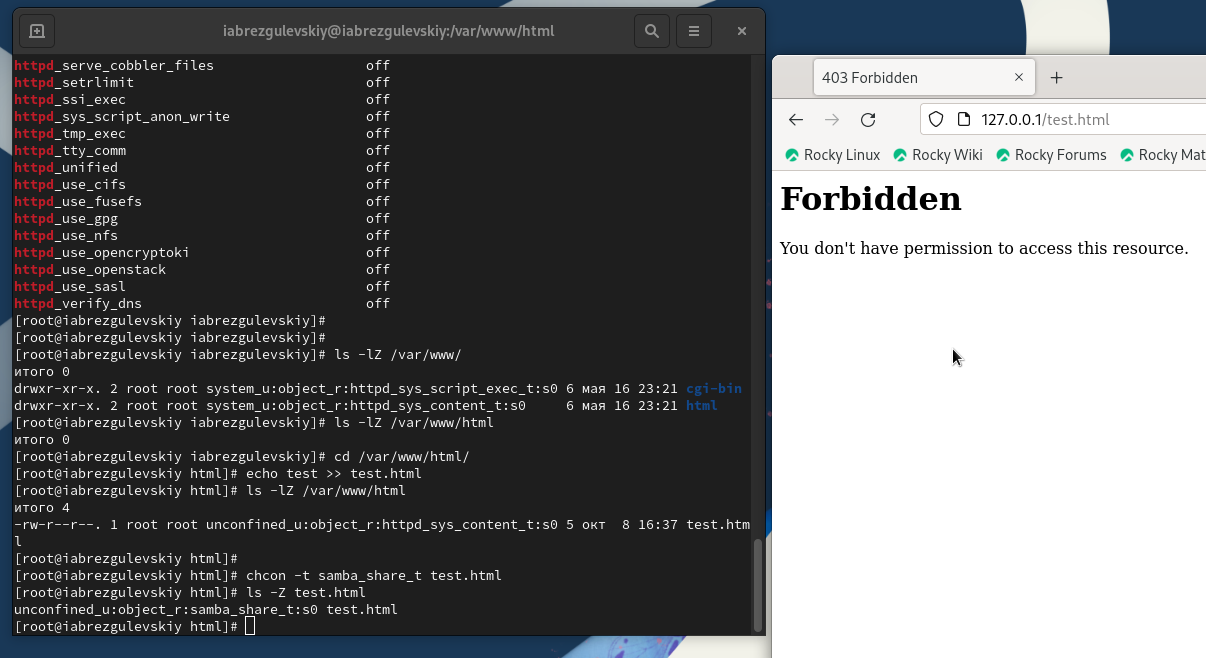 iabrezgulevskiy@iabrezgulevskiy:/var/www/html
httpd_serve_cobbler_files off
httpd_setrlimit off
httpd_ssi_exec off
httpd_sys_script_anon_write off
httpd_tmp_exec off
httpd_tty_comm off
httpd_unified off
httpd_use_cifs off
httpd_use_fusefs off
httpd_use_gpg off
httpd_use_nfs off
httpd_use_opencryptoki off
httpd_use_openstack off
httpd_use_sasl off
httpd_verify_dns off
[root@iabrezgulevskiy iabrezgulevskiy]#
[root@iabrezgulevskiy iabrezgulevskiy]#
[root@iabrezgulevskiy iabrezgulevskiy]# ls -lZ /var/www/
итого 0
drwxr-xr-x. 2 root root system_u:object_r:httpd_sys_script_exec_t:s0 6 мая 16 23:21 cgi-bin
drwxr-xr-x. 2 root root system_u:object_r:httpd_sys_content_t:s0 6 мая 16 23:21 html
[root@iabrezgulevskiy iabrezgulevskiy]# ls -lZ /var/www/html
итого 0
[root@iabrezgulevskiy iabrezgulevskiy]# cd /var/www/html/
[root@iabrezgulevskiy html]# echo test >> test.html
[root@iabrezgulevskiy html]# ls -lZ /var/www/html
итого 4
-rw-r--r--. 1 root root unconfined_u:object_r:httpd_sys_content_t:s0 5 окт 8 16:37 test.htm
l
[root@iabrezgulevskiy html]#
[root@iabrezgulevskiy html]# chcon -t samba_share_t test.html
[root@iabrezgulevskiy html]# ls -Z test.html
unconfined_u:object_r:samba_share_t:s0 test.html
[root@iabrezgulevskiy html]#
403 Forbidden
127.0.0.1/test.html
Rocky Linux Rocky Wiki Rocky Forums Rocky Mat
Forbidden
You don't have permission to access this resource.